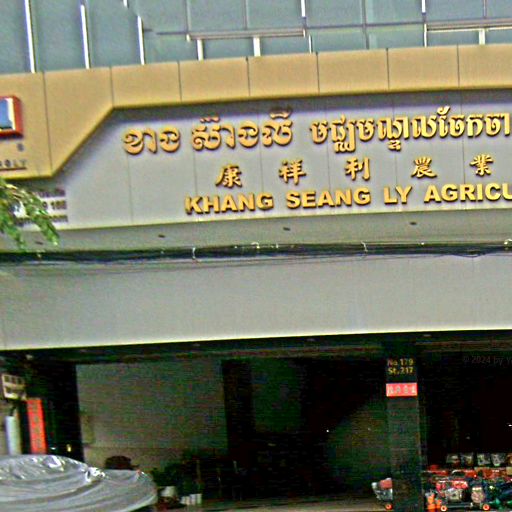 ខាង ស៊ាងលី មជ្ឈមណ្ឌលចែកចា
康祥利農業
KHANG SEANG LY AGRICU
No.179
St.217